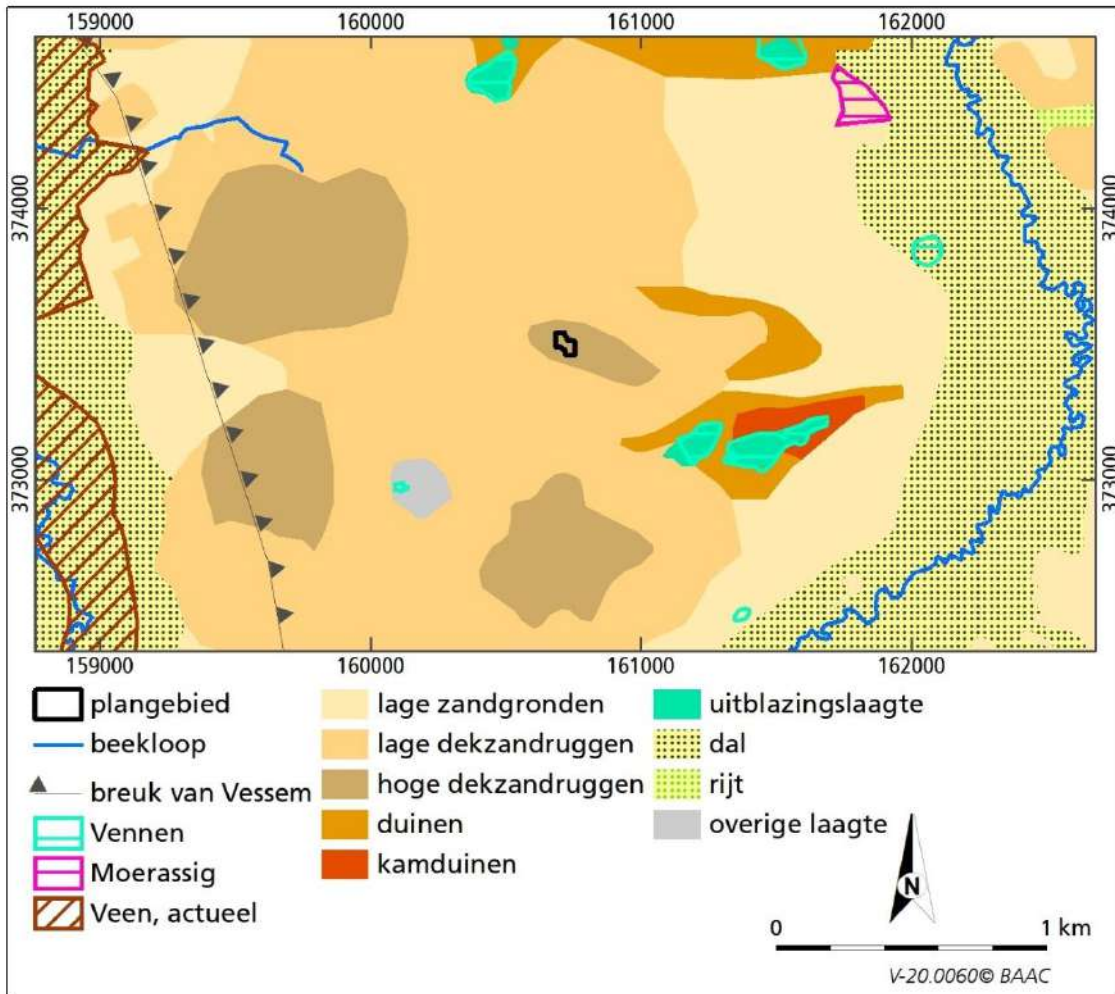 159000 160000 161000 162000
374000 374000
373000 373000
159000 160000 161000 162000
plangebied
beekloop
breuk van Vessem
Vennen
Moerassig
Veen, actueel
lage zandgronden
lage dekzandruggen
hoge dekzandruggen
duinen
kamduinen
uitblazingslaagte
dal
rijt
overige laagte
N
0 1 km
V-20.0060© BAAC